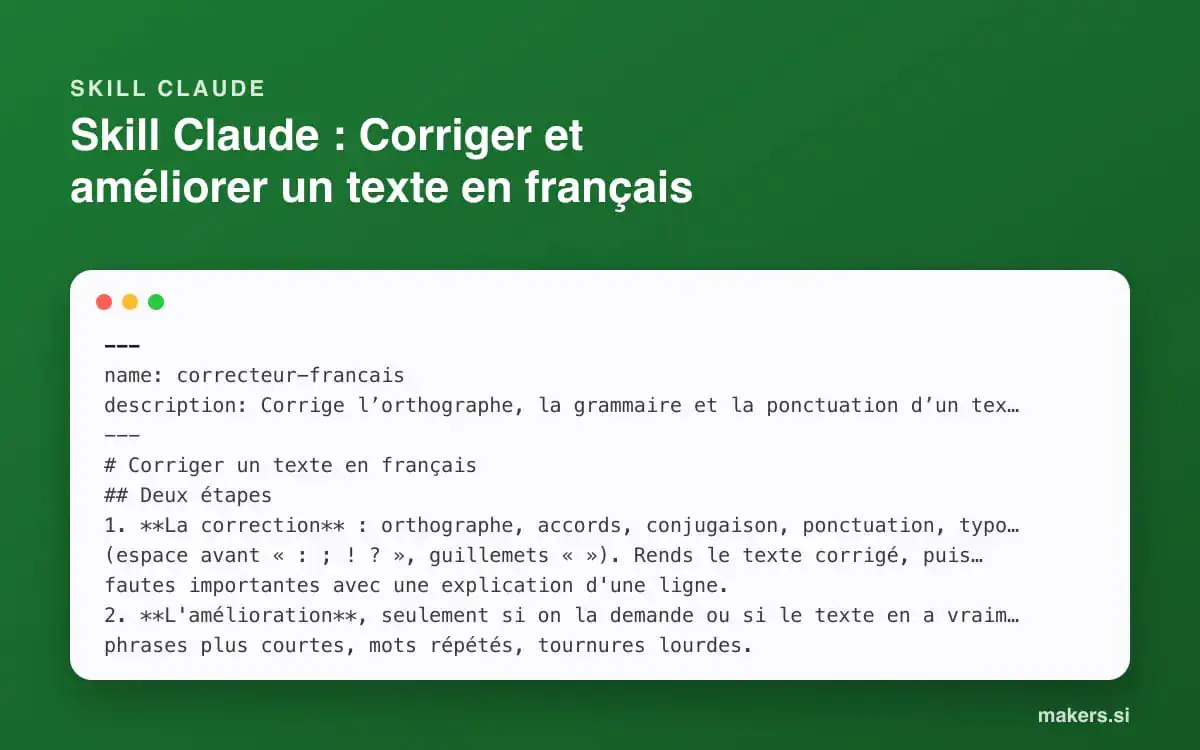 SKILL CLAUDE
Skill Claude : Corriger et
améliorer un texte en français
---
name: correcteur-francais
description: Corrige l’orthographe, la grammaire et la ponctuation d’un tex…
---
# Corriger un texte en français
## Deux étapes
1. **La correction** : orthographe, accords, conjugaison, ponctuation, typo…
(espace avant « : ; ! ? », guillemets « »). Rends le texte corrigé, puis…
fautes importantes avec une explication d'une ligne.
2. **L'amélioration**, seulement si on la demande ou si le texte en a vraim…
phrases plus courtes, mots répétés, tournures lourdes.
makers.si